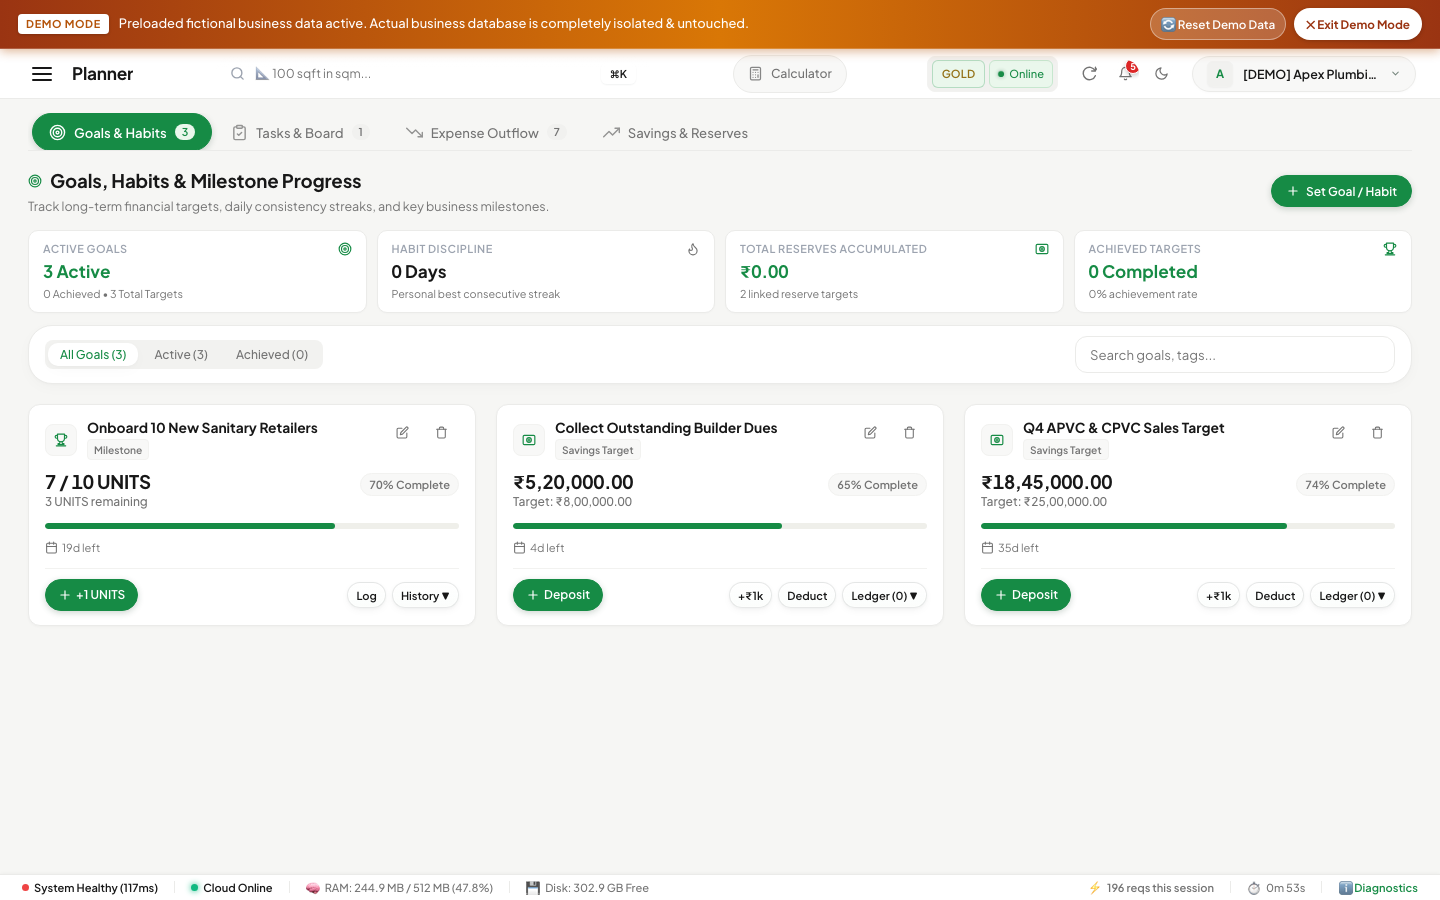 DEMO MODE Preloaded fictional business data active. Actual business database is completely isolated & untouched. Reset Demo Data Exit Demo Mode
Planner 100 sqft in sqm... ⌘K Calculator GOLD Online 5 A [DEMO] Apex Plumbi...
Goals & Habits 3 Tasks & Board 1 Expense Outflow 7 Savings & Reserves
Goals, Habits & Milestone Progress
Track long-term financial targets, daily consistency streaks, and key business milestones.
+ Set Goal / Habit
ACTIVE GOALS
3 Active
0 Achieved • 3 Total Targets
HABIT DISCIPLINE
0 Days
Personal best consecutive streak
TOTAL RESERVES ACCUMULATED
₹0.00
2 linked reserve targets
ACHIEVED TARGETS
0 Completed
0% achievement rate
All Goals (3) Active (3) Achieved (0) Search goals, tags...
Onboard 10 New Sanitary Retailers
Milestone
7 / 10 UNITS
70% Complete
3 UNITS remaining
19d left
+ +1 UNITS Log History ▼
Collect Outstanding Builder Dues
Savings Target
₹5,20,000.00
65% Complete
Target: ₹8,00,000.00
4d left
+ Deposit +₹1k Deduct Ledger (0) ▼
Q4 APVC & CPVC Sales Target
Savings Target
₹18,45,000.00
74% Complete
Target: ₹25,00,000.00
35d left
+ Deposit +₹1k Deduct Ledger (0) ▼
System Healthy (117ms) Cloud Online RAM: 244.9 MB / 512 MB (47.8%) Disk: 302.9 GB Free 196 reqs this session 0m 53s Diagnostics